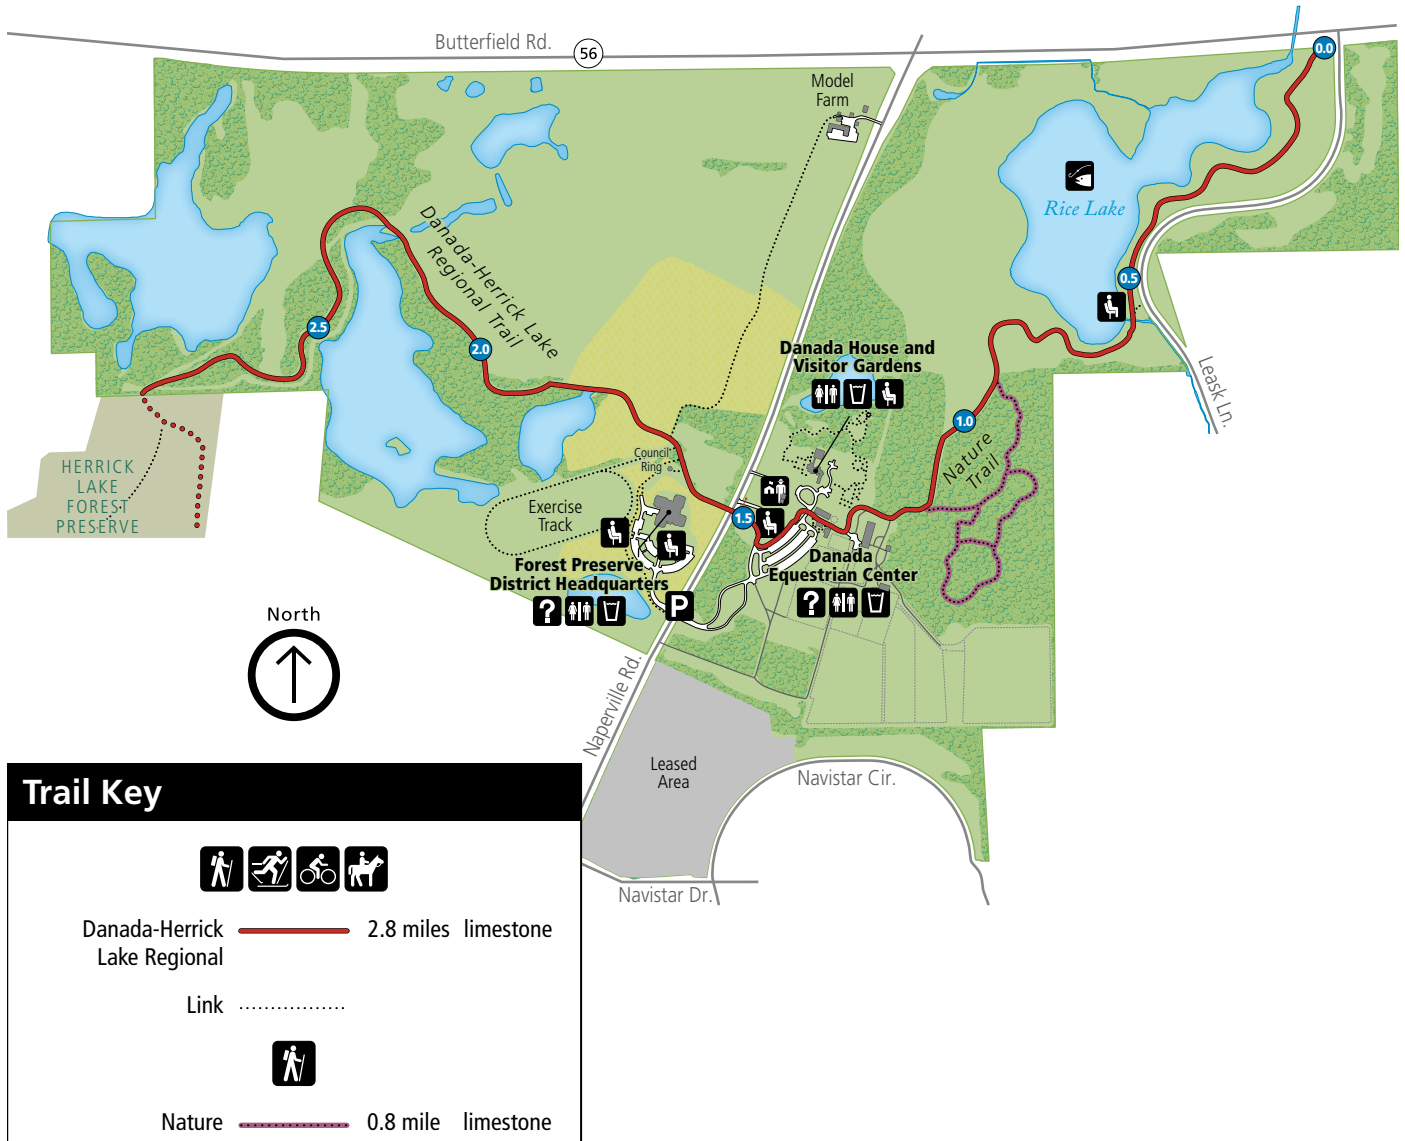 Butterfield Rd.
56
0.0
Model
Farm
Rice Lake
Danada-Herrick Lake
Regional Trail
0.5
2.5
2.0
Danada House and
Visitor Gardens
Leask Ln.
1.0
Nature
Trail
Council
Ring
HERRICK
LAKE
FOREST
PRESERVE
Exercise
Track
1.5
Forest Preserve
District Headquarters
?
P
Danada
Equestrian Center
?
North
Naperville Rd.
Leased
Area
Navistar Cir.
Navistar Dr.
Trail Key
Danada-Herrick 2.8 miles limestone
Lake Regional
Link
Nature 0.8 mile limestone